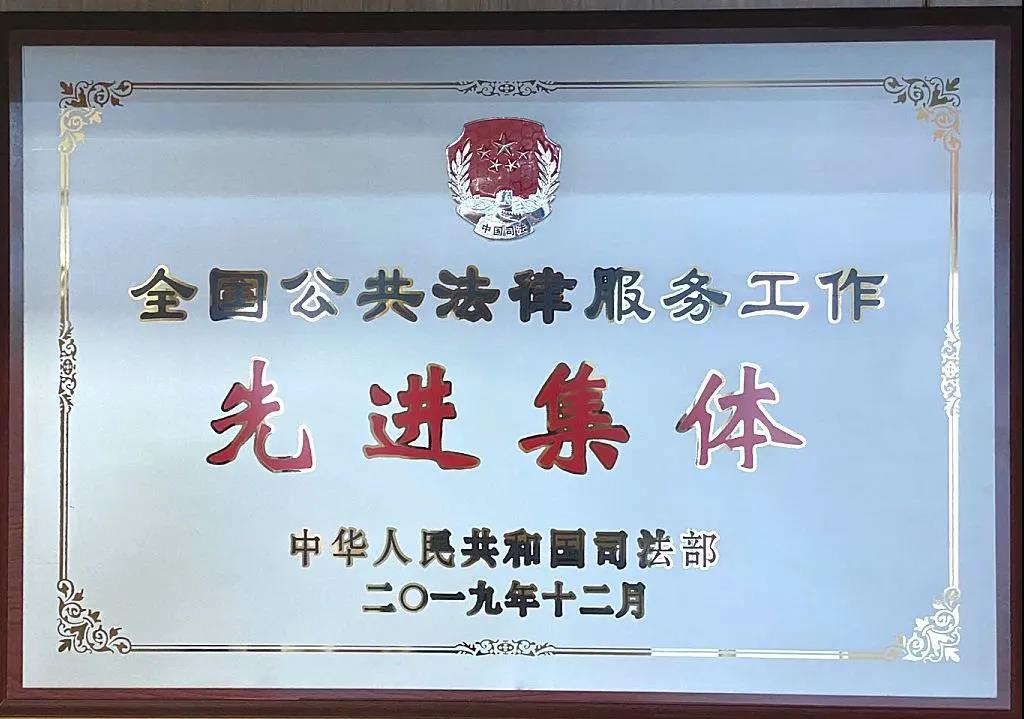 中国司法
全国公共法律服务工作
先进集体
中华人民共和国司法部
二〇一九年十二月